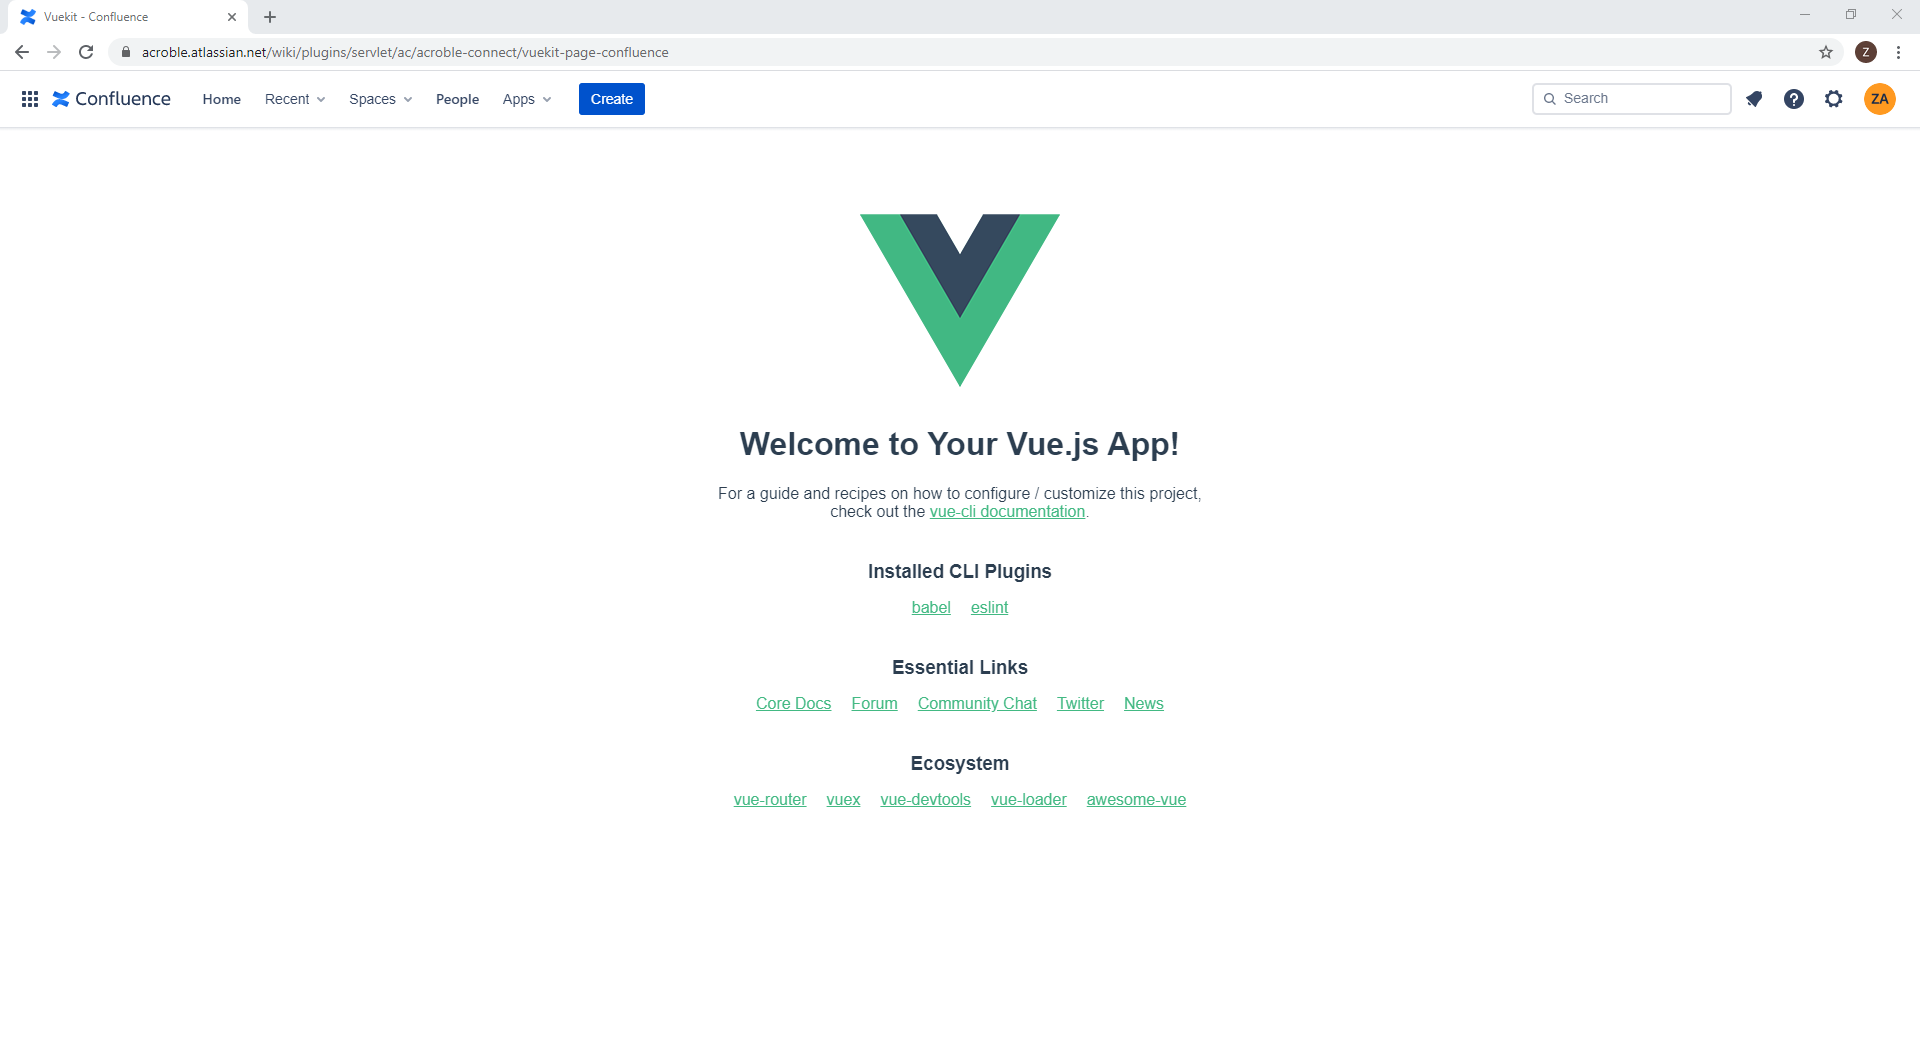 Vuekit - Confluence
acroble.atlassian.net/wiki/plugins/servlet/ac/acroble-connect/vuekit-page-confluence
Z
Confluence Home Recent Spaces People Apps Create Search ? ZA
Welcome to Your Vue.js App!
For a guide and recipes on how to configure / customize this project,
check out the vue-cli documentation.
Installed CLI Plugins
babel eslint
Essential Links
Core Docs Forum Community Chat Twitter News
Ecosystem
vue-router vuex vue-devtools vue-loader awesome-vue